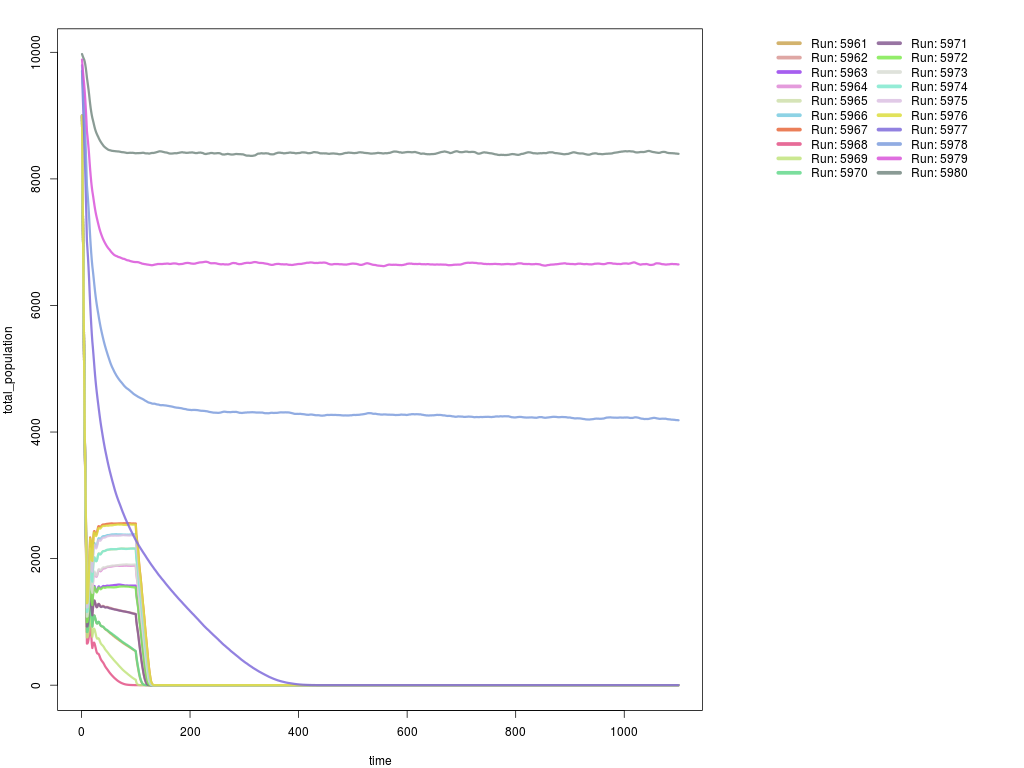 10000
8000
6000
4000
2000
0
total_population
0 200 400 600 800 1000
time
Run: 5961 Run: 5971
Run: 5962 Run: 5972
Run: 5963 Run: 5973
Run: 5964 Run: 5974
Run: 5965 Run: 5975
Run: 5966 Run: 5976
Run: 5967 Run: 5977
Run: 5968 Run: 5978
Run: 5969 Run: 5979
Run: 5970 Run: 5980